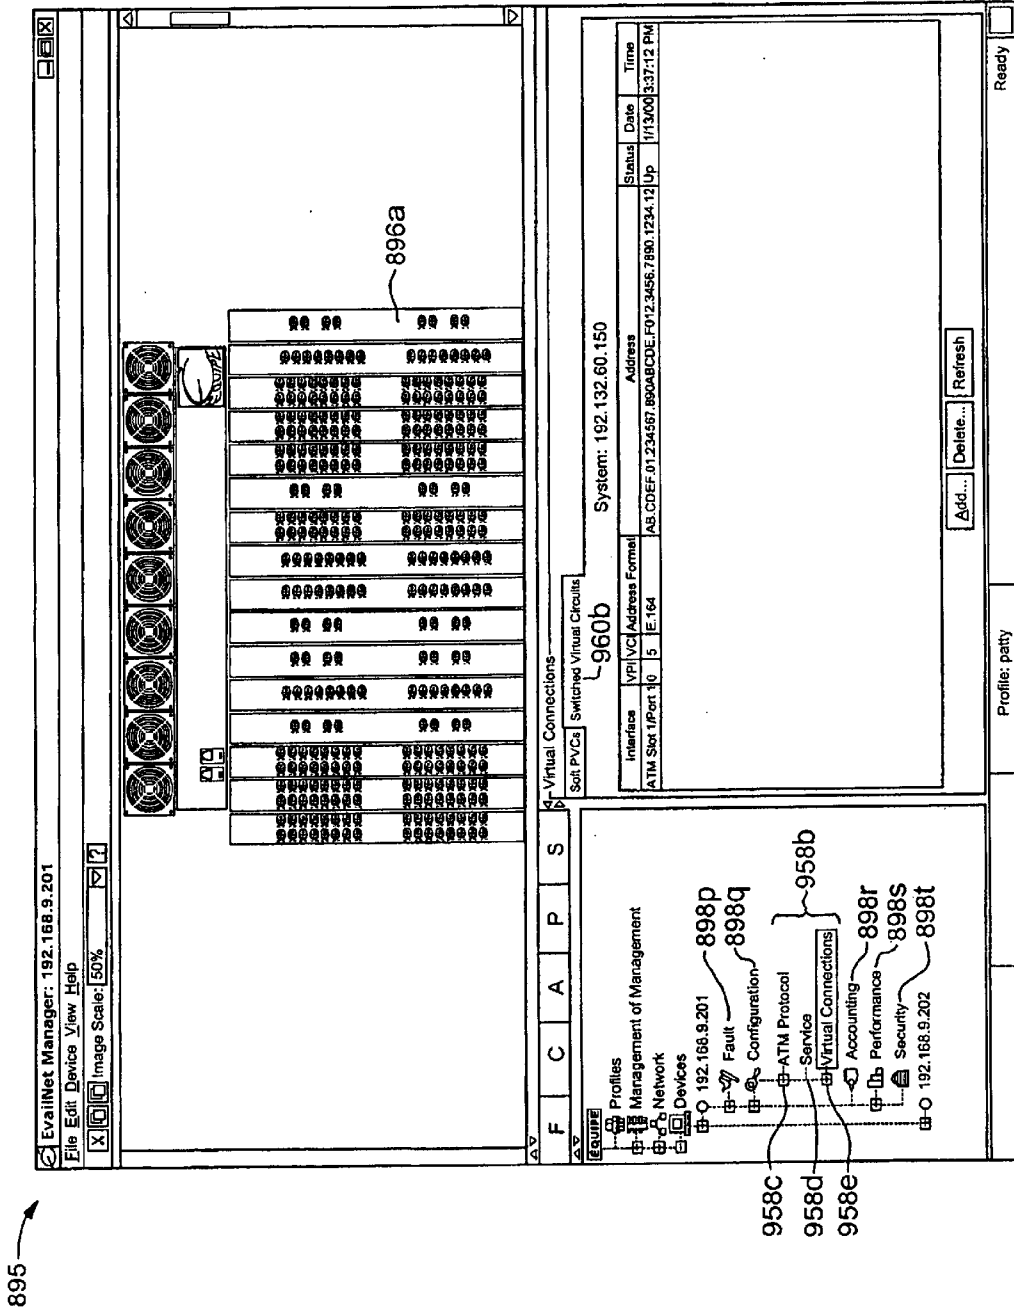 895
EvailNet Manager: 192.168.9.201
File Edit Device View Help
X Image Scale: 50% ?
896a
F C A P S
EQUIPE
Profiles
Management of Management
Network
Devices
192.168.9.201
Fault
898p
Configuration
898q
ATM Protocol
958c
Service
958d
958b
Virtual Connections
958e
Accounting
898r
Performance
898s
Security
898t
192.168.9.202
Virtual Connections
Soft PVCs Switched Virtual Circuits
960b System: 192.132.60.150
Interface VPI VCI Address Format Address Status Date Time
ATM Slot 1/Port 1 0 5 E.164 AB.CDEF.01.234567.890ABCDE.F012.3456.7890.1234.12 Up 1/13/00 3:37:12 PM
Add... Delete... Refresh
Profile: patty Ready